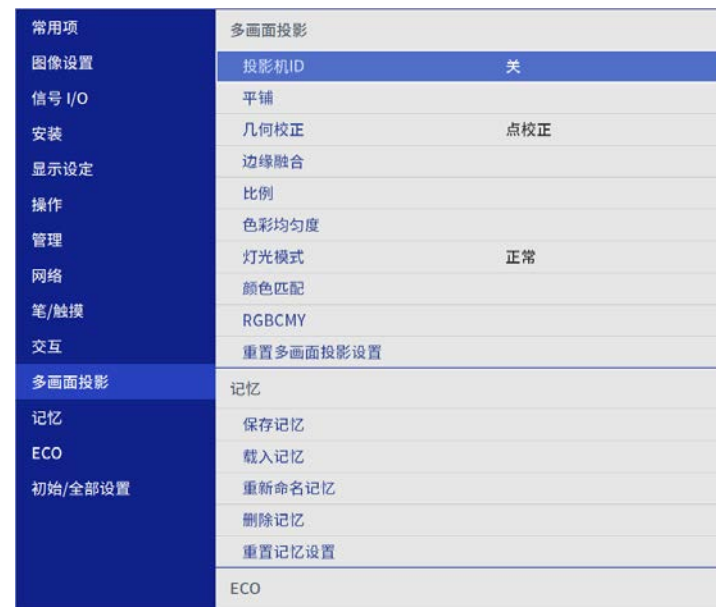 常用项
图像设置
信号 I/O
安装
显示设定
操作
管理
网络
笔/触摸
交互
多画面投影
记忆
ECO
初始/全部设置
多画面投影
投影机ID 关
平铺
几何校正 点校正
边缘融合
比例
色彩均匀度
灯光模式 正常
颜色匹配
RGBCMY
重置多画面投影设置
记忆
保存记忆
载入记忆
重新命名记忆
删除记忆
重置记忆设置
ECO